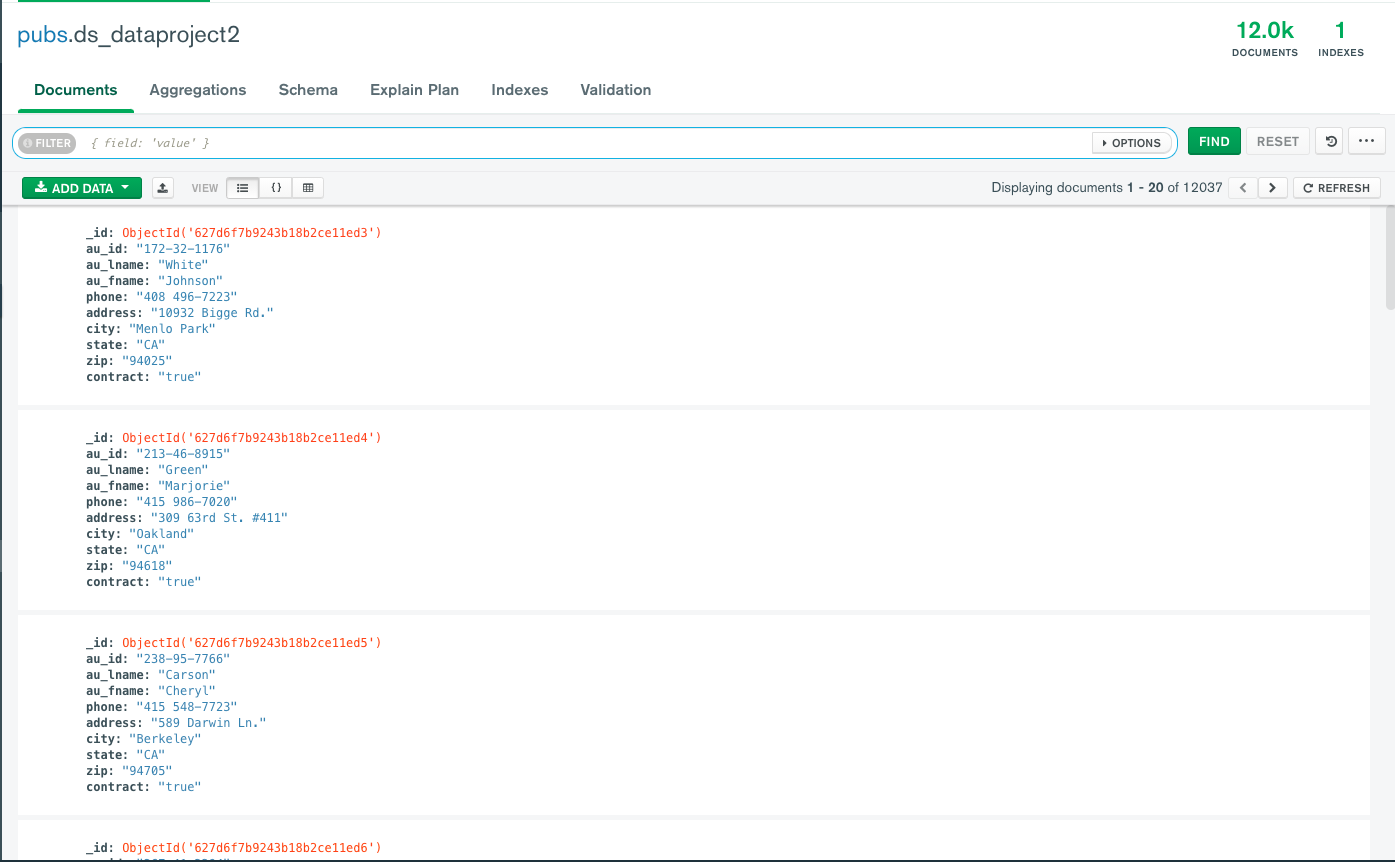 pubs.ds_dataproject2
12.0k DOCUMENTS 1 INDEXES
Documents Aggregations Schema Explain Plan Indexes Validation
FILTER { field: 'value' } OPTIONS FIND RESET
ADD DATA VIEW {} Displaying documents 1 - 20 of 12037 REFRESH
_id: ObjectId('627d6f7b9243b18b2ce11ed3')
au_id: "172-32-1176"
au_lname: "White"
au_fname: "Johnson"
phone: "408 496-7223"
address: "10932 Bigge Rd."
city: "Menlo Park"
state: "CA"
zip: "94025"
contract: "true"
_id: ObjectId('627d6f7b9243b18b2ce11ed4')
au_id: "213-46-8915"
au_lname: "Green"
au_fname: "Marjorie"
phone: "415 986-7020"
address: "309 63rd St. #411"
city: "Oakland"
state: "CA"
zip: "94618"
contract: "true"
_id: ObjectId('627d6f7b9243b18b2ce11ed5')
au_id: "238-95-7766"
au_lname: "Carson"
au_fname: "Cheryl"
phone: "415 548-7723"
address: "589 Darwin Ln."
city: "Berkeley"
state: "CA"
zip: "94705"
contract: "true"
_id: ObjectId('627d6f7b9243b18b2ce11ed6')